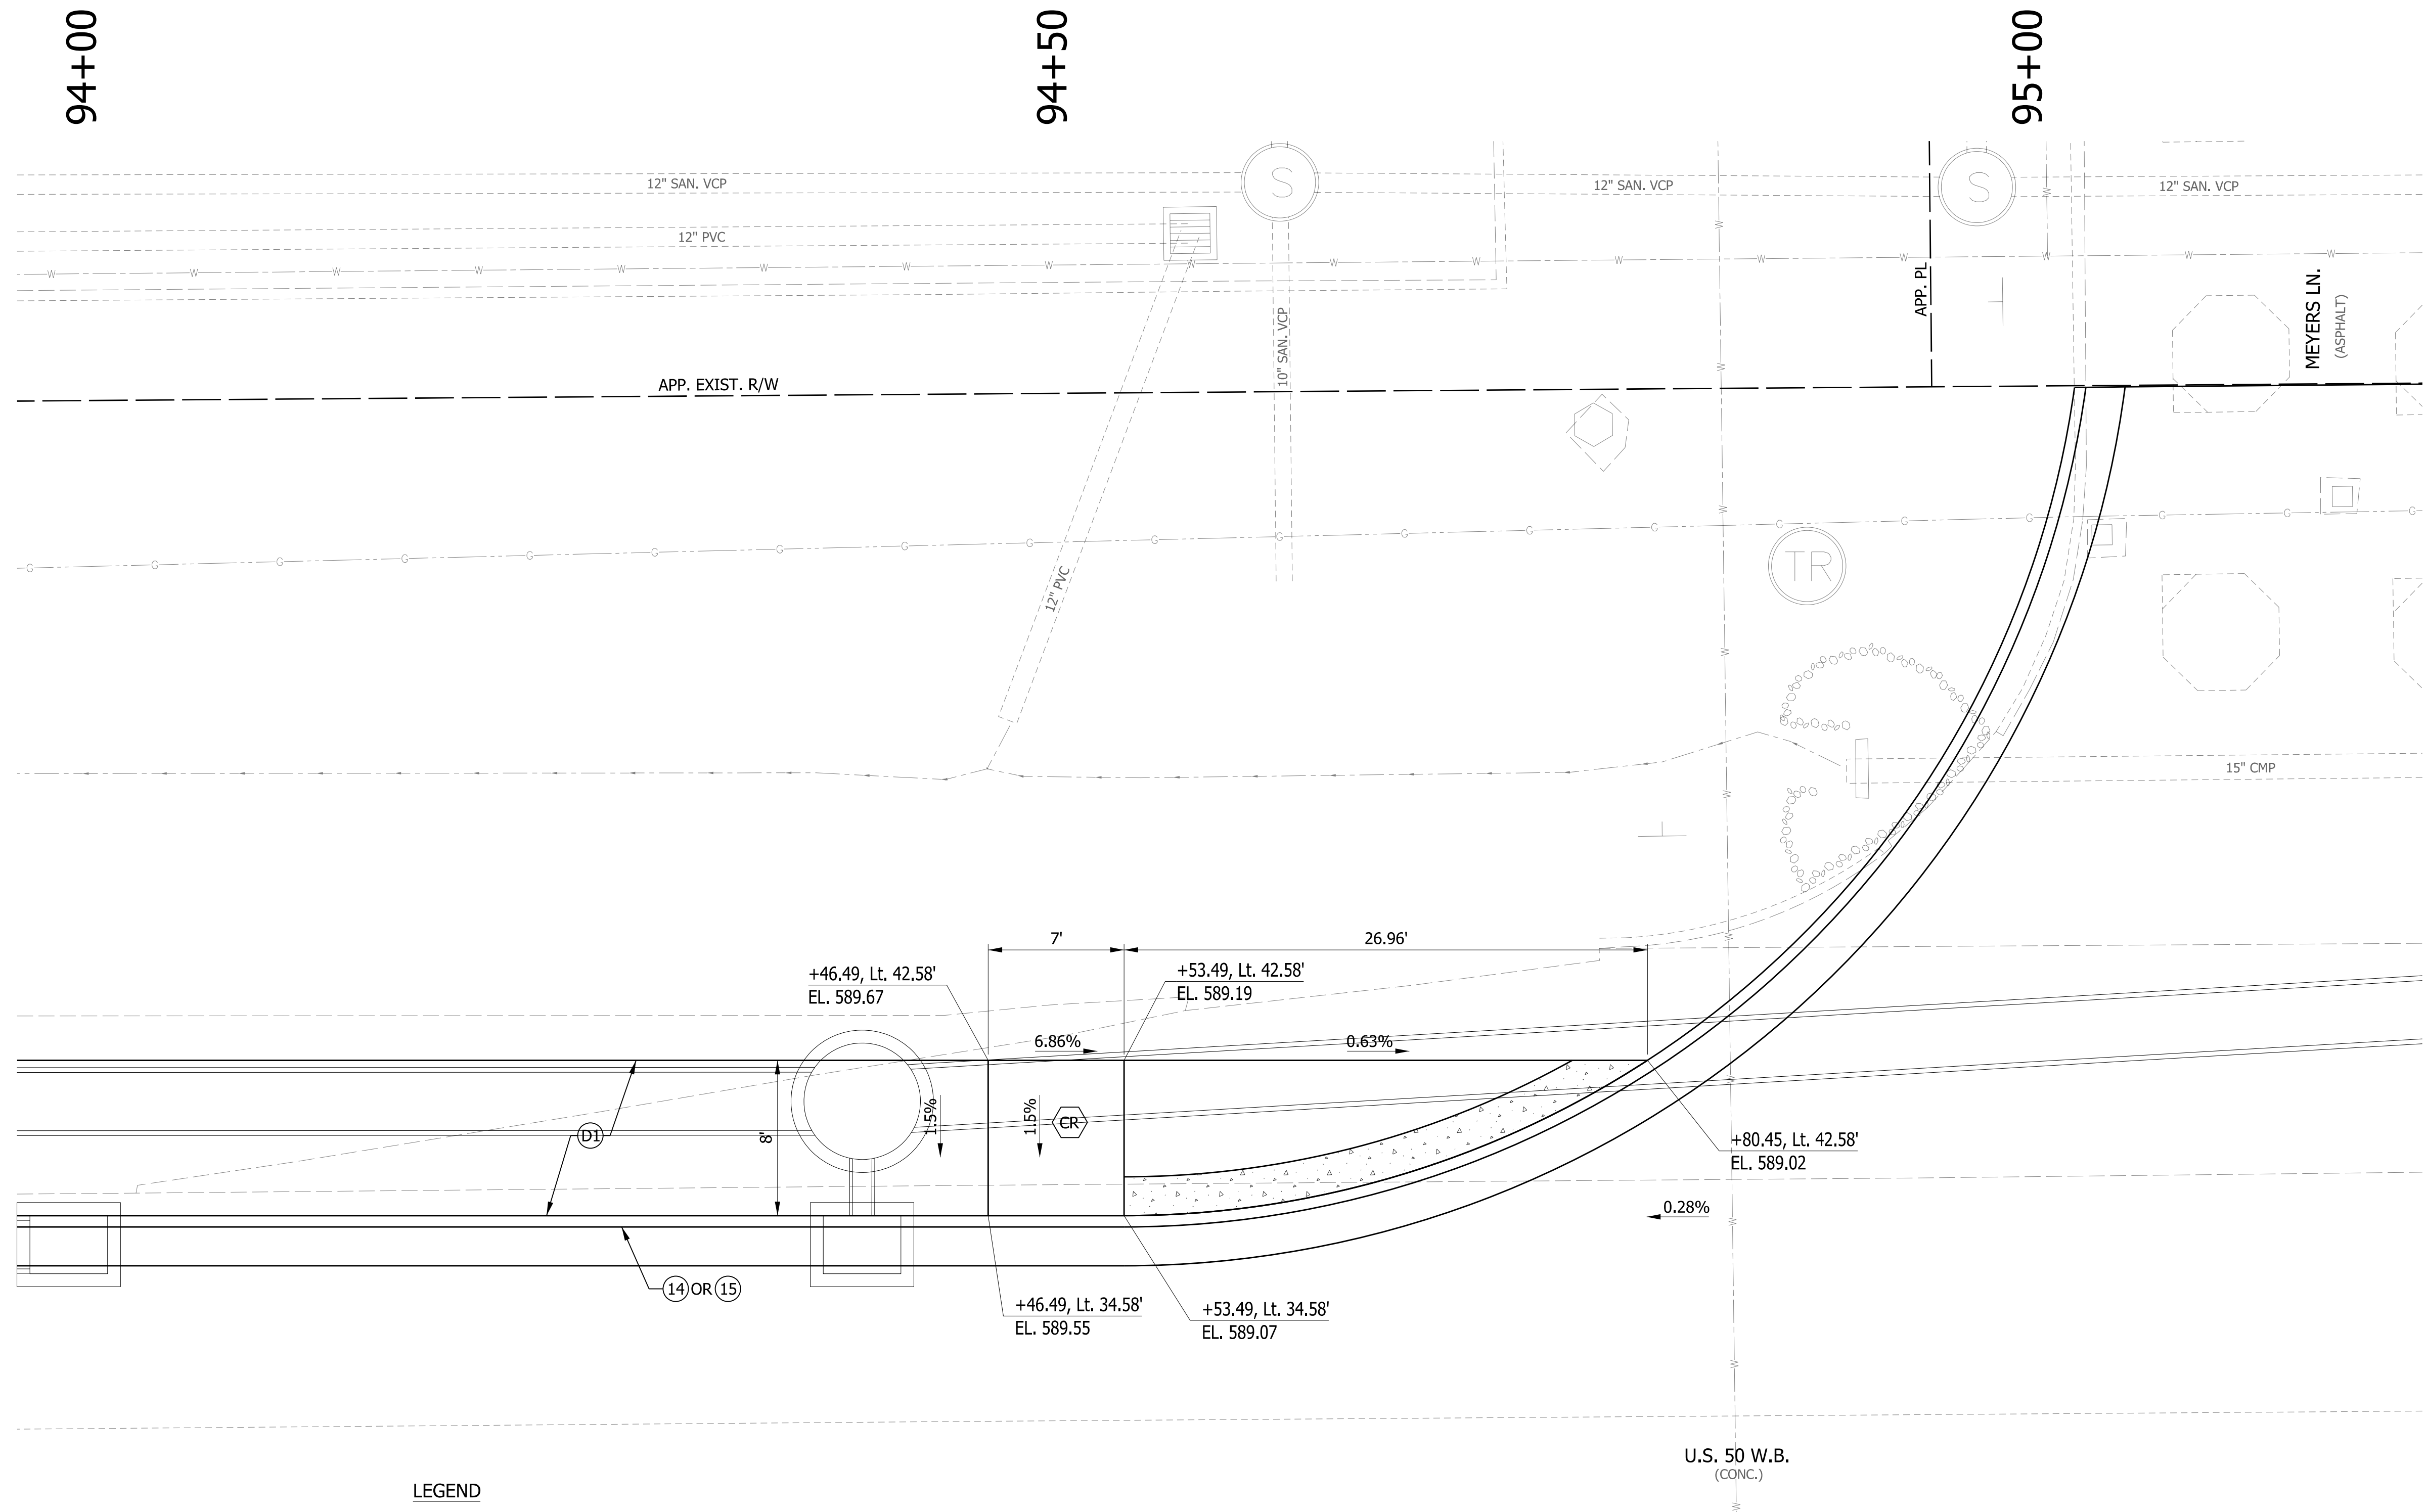 94+00
94+50
95+00
12" SAN. VCP
12" SAN. VCP
12" SAN. VCP
S
S
12" PVC
W W W W W W W W W W W W W W W W W
APP. PL
MEYERS LN.
(ASPHALT)
10" SAN. VCP
APP. EXIST. R/W
G G G G G G G G G G G G G G G G G G G G
TR
12" PVC
15" CMP
7'
26.96'
+46.49, Lt. 42.58'
EL. 589.67
+53.49, Lt. 42.58'
EL. 589.19
6.86%
0.63%
1.5%
1.5%
CR
D1
8'
+80.45, Lt. 42.58'
EL. 589.02
0.28%
14 OR 15
+46.49, Lt. 34.58'
EL. 589.55
+53.49, Lt. 34.58'
EL. 589.07
U.S. 50 W.B.
(CONC.)
LEGEND